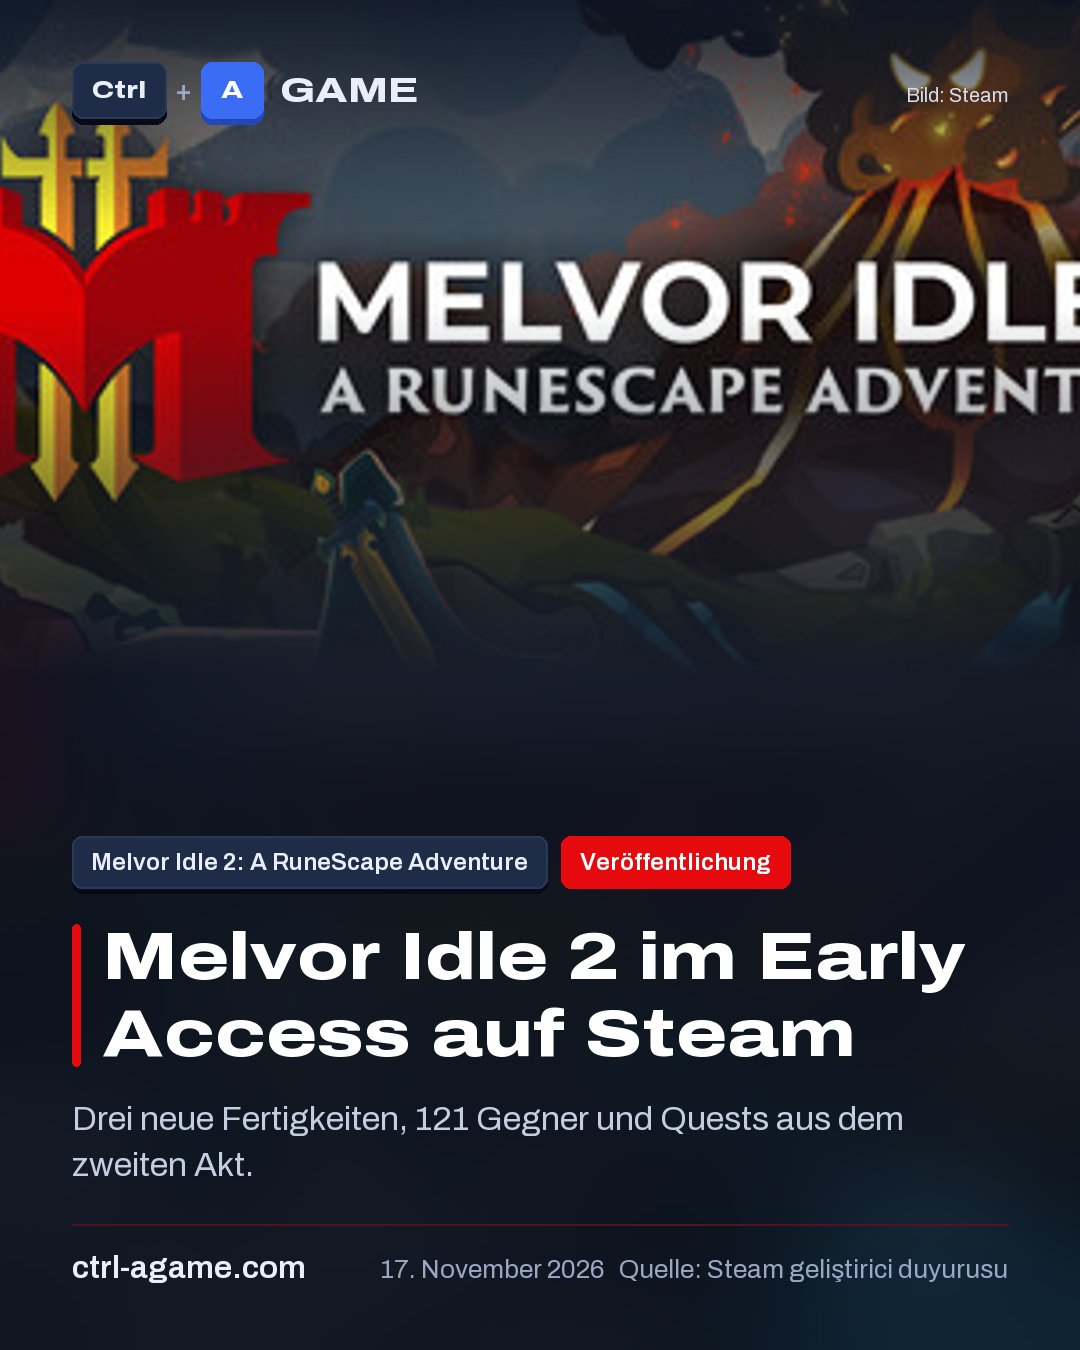 Ctrl + A GAME
Bild: Steam
MELVOR IDLE
A RUNESCAPE ADVENT
Melvor Idle 2: A RuneScape Adventure
Veröffentlichung
Melvor Idle 2 im Early
Access auf Steam
Drei neue Fertigkeiten, 121 Gegner und Quests aus dem
zweiten Akt.
ctrl-agame.com
17. November 2026 Quelle: Steam geliştirici duyurusu